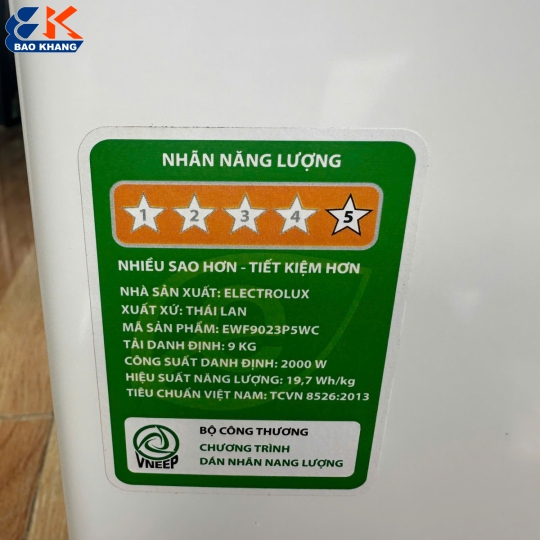 BK
BAO KHANG
NHÃN NĂNG LƯỢNG
1 2 3 4 5
NHIỀU SAO HƠN - TIẾT KIỆM HƠN
NHÀ SẢN XUẤT: ELECTROLUX
XUẤT XỨ: THÁI LAN
MÃ SẢN PHẨM: EWF9023P5WC
TẢI DANH ĐỊNH: 9 KG
CÔNG SUẤT DANH ĐỊNH: 2000 W
HIỆU SUẤT NĂNG LƯỢNG: 19,7 Wh/kg
TIÊU CHUẨN VIỆT NAM: TCVN 8526:2013
VNEEP
BỘ CÔNG THƯƠNG
CHƯƠNG TRÌNH
DÁN NHÃN NANG LƯỢNG